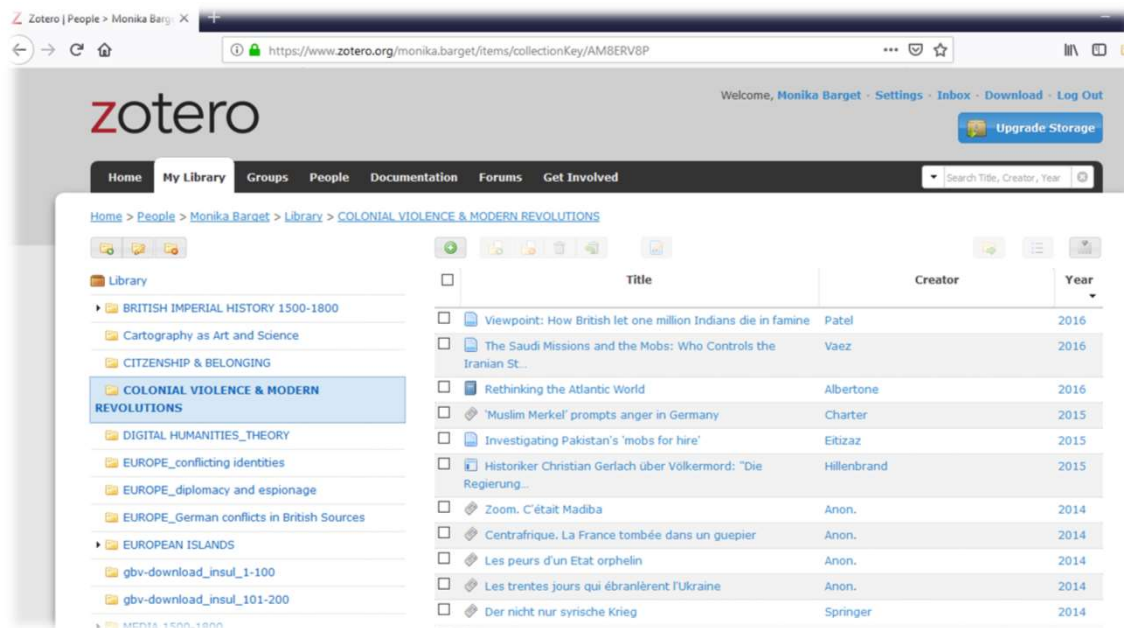 Zotero | People > Monika Barg
https://www.zotero.org/monika.barget/items/collectionKey/AM8ERV8P
zotero
Welcome, Monika Barget · Settings · Inbox · Download · Log Out
Upgrade Storage
Home My Library Groups People Documentation Forums Get Involved
Search Title, Creator, Year
Home > People > Monika Barget > Library > COLONIAL VIOLENCE & MODERN REVOLUTIONS
Library
BRITISH IMPERIAL HISTORY 1500-1800
Cartography as Art and Science
CITZENSHIP & BELONGING
COLONIAL VIOLENCE & MODERN
REVOLUTIONS
DIGITAL HUMANITIES_THEORY
EUROPE_conflicting identities
EUROPE_diplomacy and espionage
EUROPE_German conflicts in British Sources
EUROPEAN ISLANDS
gbv-download_insul_1-100
gbv-download_insul_101-200
MEDIA 1500-1800
Title Creator Year
Viewpoint: How British let one million Indians die in famine Patel 2016
The Saudi Missions and the Mobs: Who Controls the Vaez 2016
Iranian St...
Rethinking the Atlantic World Albertone 2016
'Muslim Merkel' prompts anger in Germany Charter 2015
Investigating Pakistan's 'mobs for hire' Eitizaz 2015
Historiker Christian Gerlach über Völkermord: "Die Hillenbrand 2015
Regierung...
Zoom. C'était Madiba Anon. 2014
Centrafrique. La France tombée dans un guepier Anon. 2014
Les peurs d'un Etat orphelin Anon. 2014
Les trentes jours qui ébranlèrent l'Ukraine Anon. 2014
Der nicht nur syrische Krieg Springer 2014